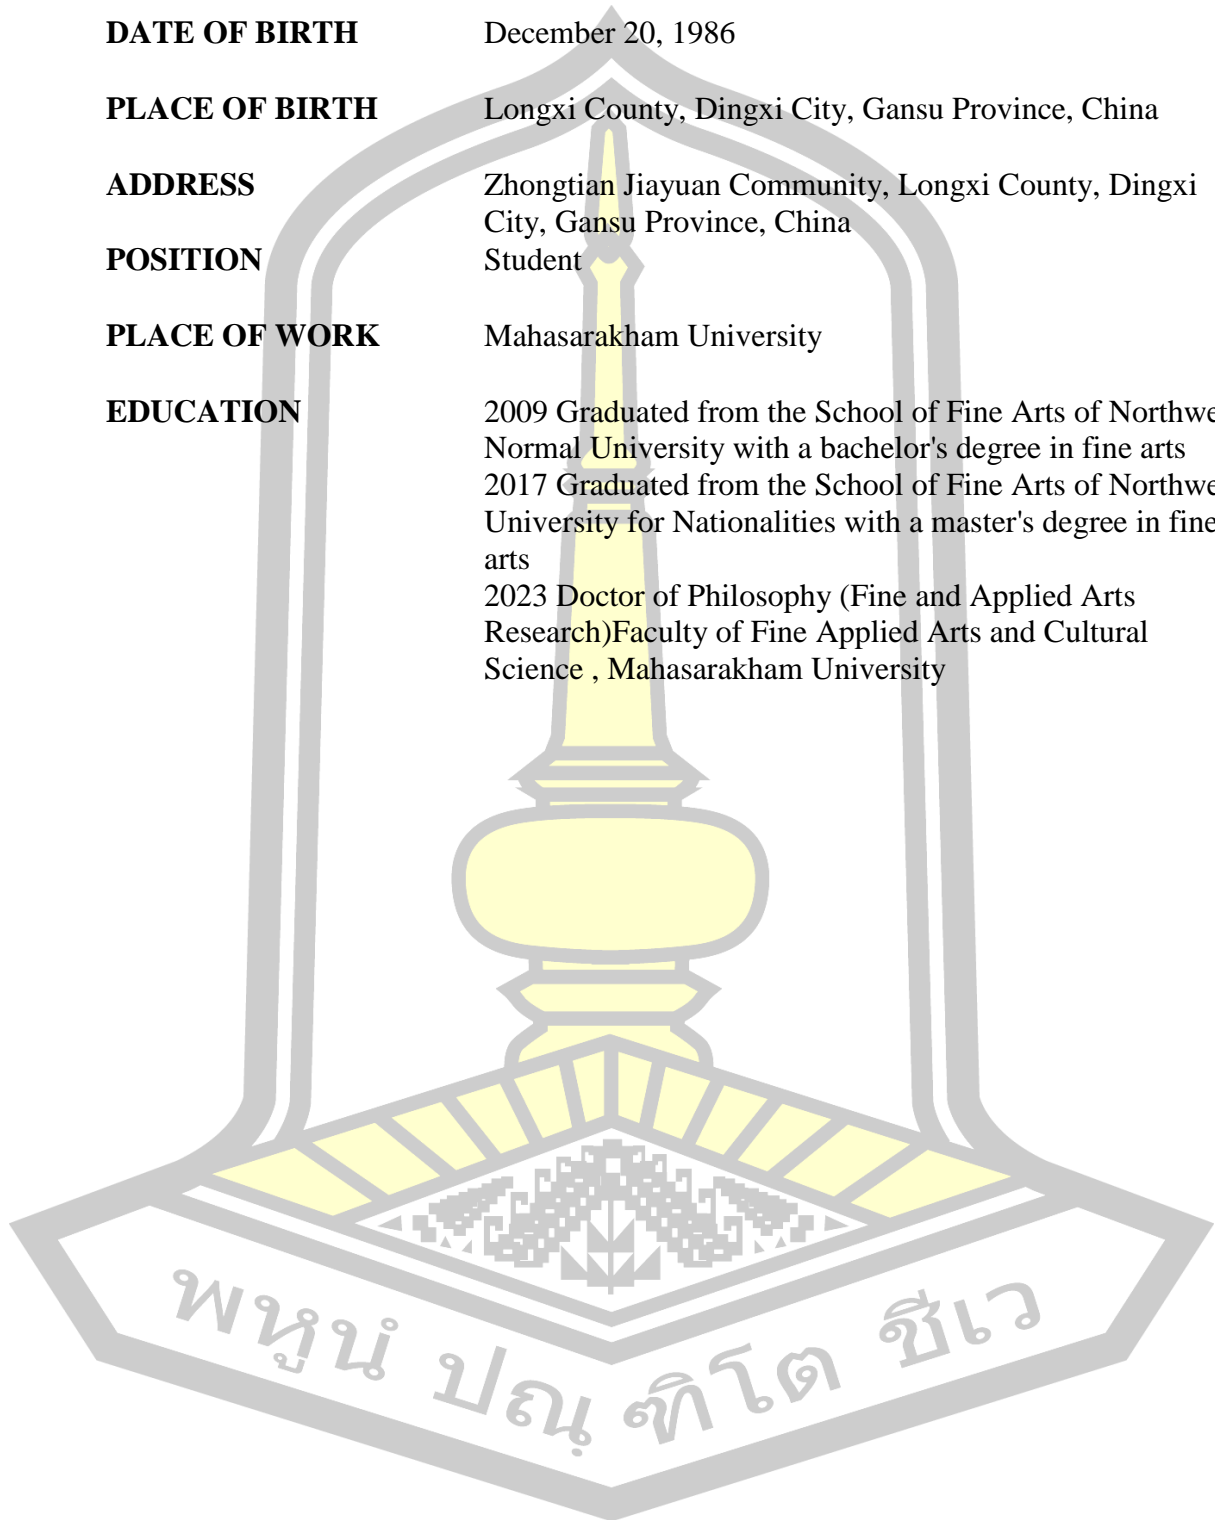 DATE OF BIRTH December 20, 1986
PLACE OF BIRTH Longxi County, Dingxi City, Gansu Province, China
ADDRESS Zhongtian Jiayuan Community, Longxi County, Dingxi
City, Gansu Province, China
POSITION Student
PLACE OF WORK Mahasarakham University
EDUCATION 2009 Graduated from the School of Fine Arts of Northwe
Normal University with a bachelor's degree in fine arts
2017 Graduated from the School of Fine Arts of Northwe
University for Nationalities with a master's degree in fine
arts
2023 Doctor of Philosophy (Fine and Applied Arts
Research)Faculty of Fine Applied Arts and Cultural
Science , Mahasarakham University
พหูนํ ปณฺฑิโต ชีเว